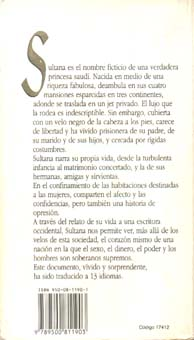 Sultana es el nombre ficticio de una verdadera
princesa saudí. Nacida en medio de una
riqueza fabulosa, deambula en sus cuatro
mansiones esparcidas en tres continentes,
adonde se traslada en un jet privado. El lujo que
la rodea es indescriptible. Sin embargo, cubierta
con un velo negro de la cabeza a los pies, carece
de libertad y ha vivido prisionera de su padre, de
su marido y de sus hijos, y cercada por rígidas
costumbres.
Sultana narra su propia vida, desde la turbulenta
infancia al matrimonio concertado, y la de sus
hermanas, amigas y sirvientas.
En el confinamiento de las habitaciones destinadas
a las mujeres, comparten el afecto y las
confidencias, pero también una historia de
opresión.
A través del relato de su vida a una escritora
occidental, Sultana nos permite ver, más allá de los
velos de esta sociedad, el corazón mismo de una
nación en la que el sexo, el dinero, el poder y los
hombres son soberanos supremos.
Este documento, vívido y sorprendente,
ha sido traducido a 13 idiomas.
ISBN 950-08-1190-1
9 789500 811903
Código 17412